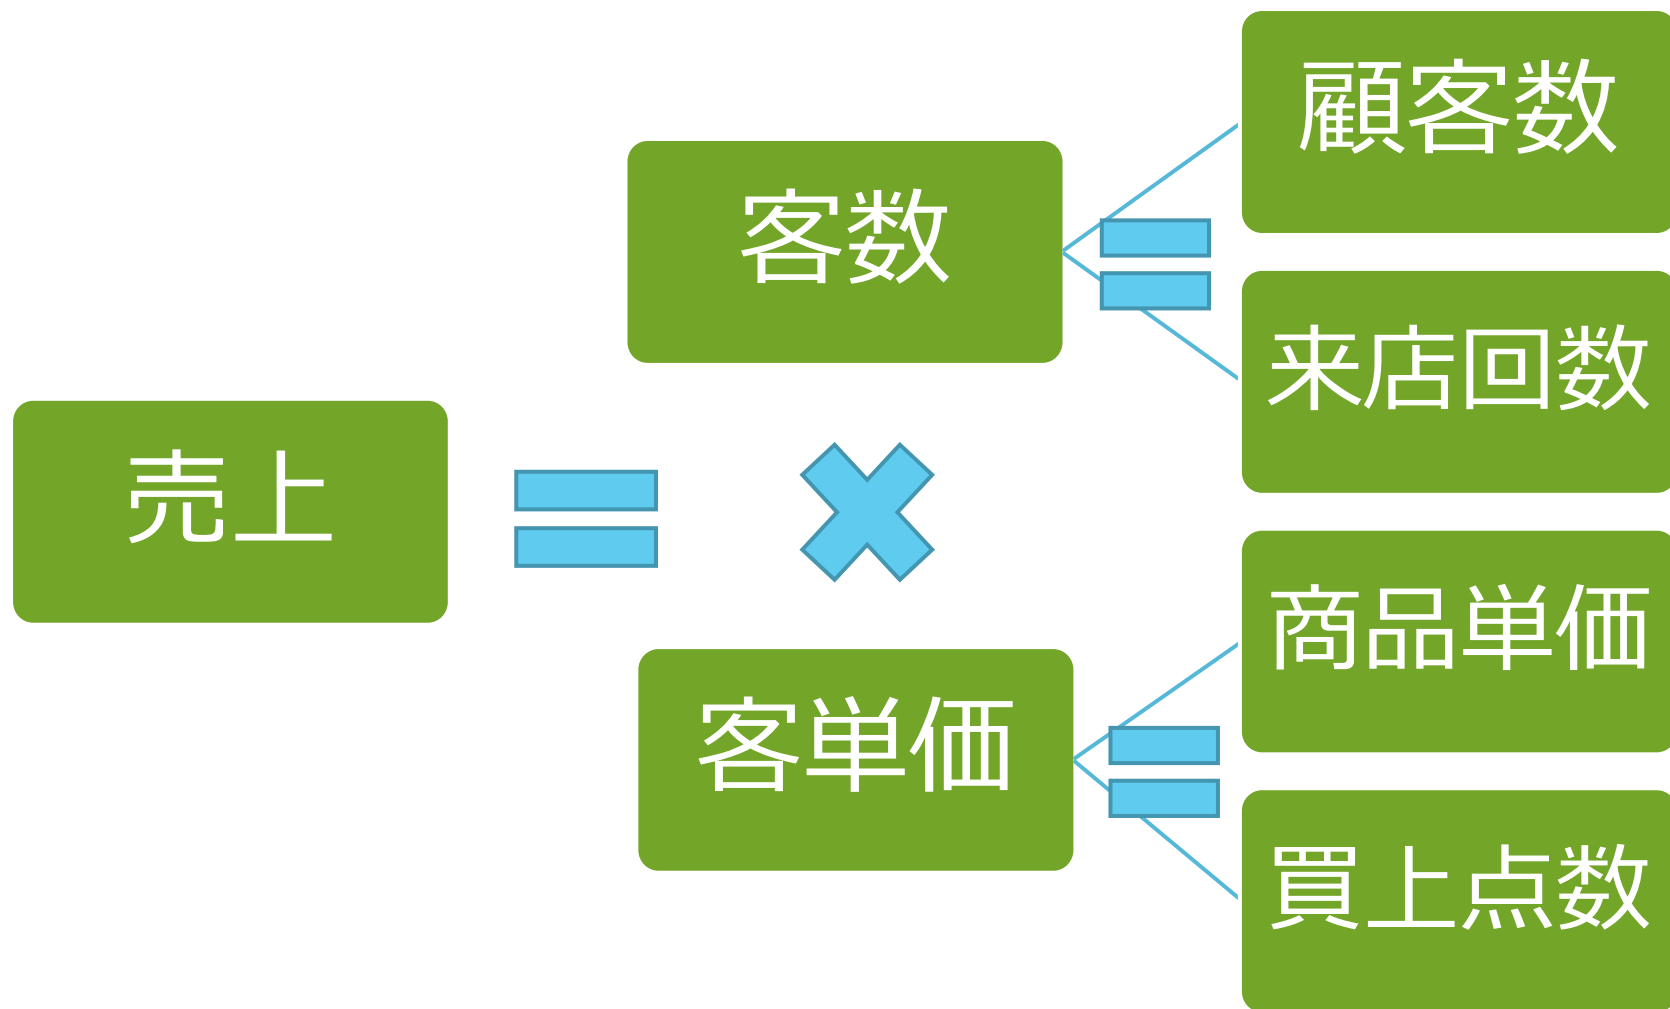 売上
客数
客単価
顧客数
来店回数
商品単価
買上点数